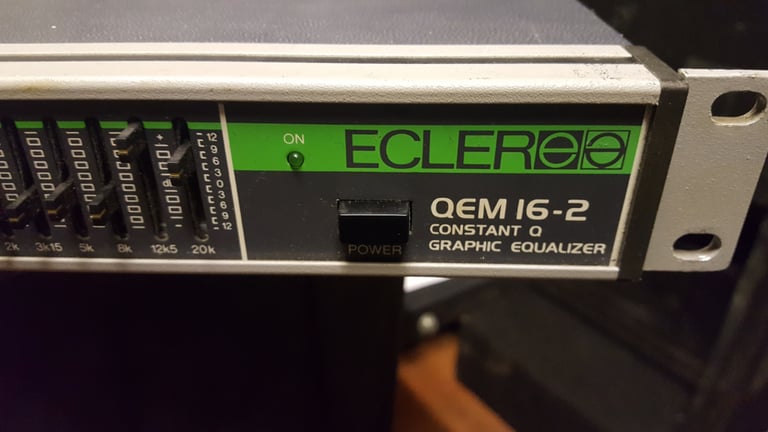 ON
ECLER
+
12
9
6
3
0
3
6
9
12
QEM 16-2
CONSTANT Q
GRAPHIC EQUALIZER
POWER
2k 3k15 5k 8k 12k5 20k